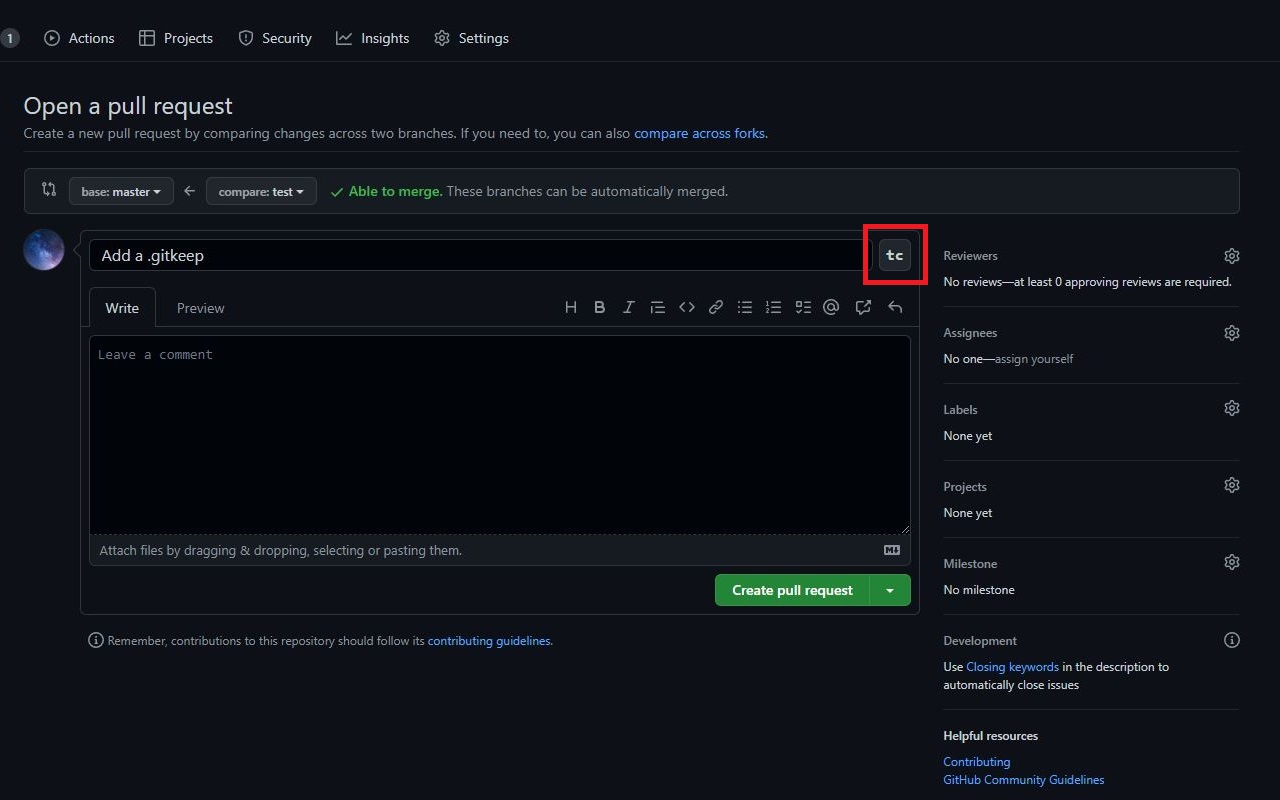 1 Actions Projects Security Insights Settings
Open a pull request
Create a new pull request by comparing changes across two branches. If you need to, you can also compare across forks.
base: master compare: test Able to merge. These branches can be automatically merged.
Add a .gitkeep tc
Write Preview
Leave a comment
Attach files by dragging & dropping, selecting or pasting them.
Create pull request
Remember, contributions to this repository should follow its contributing guidelines.
Reviewers
No reviews—at least 0 approving reviews are required.
Assignees
No one—assign yourself
Labels
None yet
Projects
None yet
Milestone
No milestone
Development
Use Closing keywords in the description to
automatically close issues
Helpful resources
Contributing
GitHub Community Guidelines